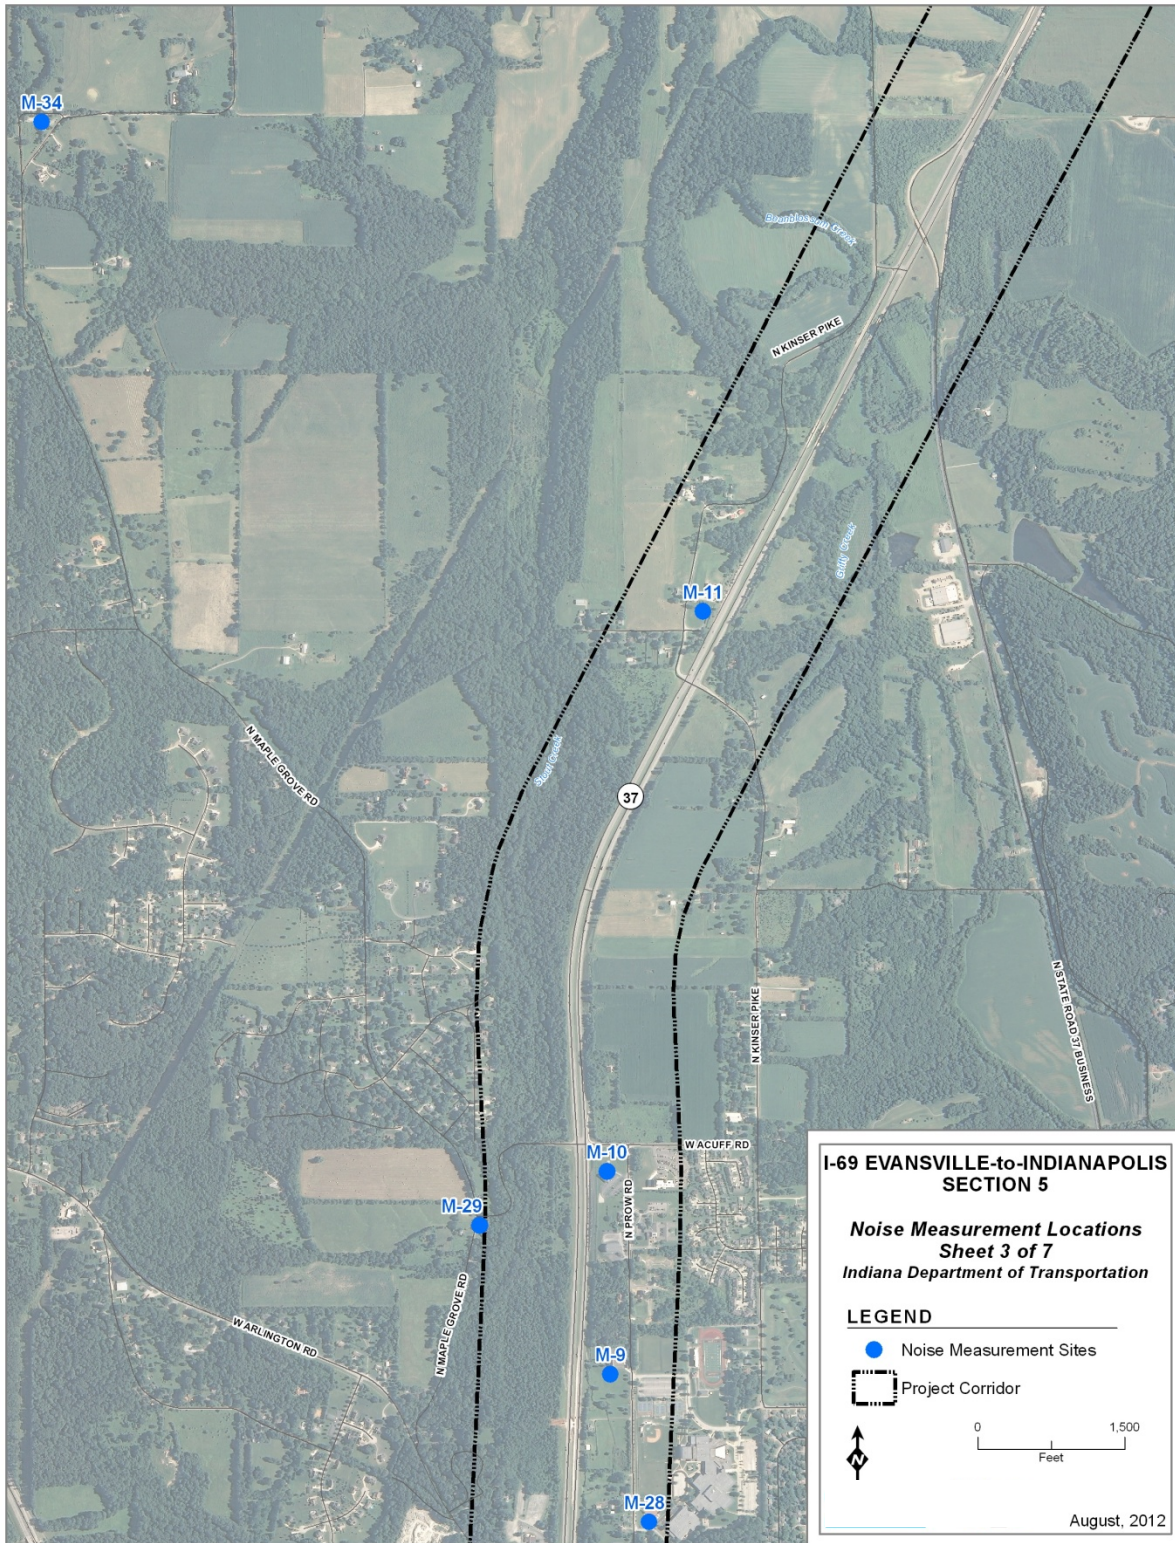 M-34
Beanblossom Creek
N KINSER PIKE
Griffy Creek
M-11
N MAPLE GROVE RD
Stout Creek
37
N KINSER PIKE
N STATE ROAD 37 BUSINESS
W ACUFF RD
M-10
N PROW RD
M-29
N MAPLE GROVE RD
W ARLINGTON RD
M-9
M-28
I-69 EVANSVILLE-to-INDIANAPOLIS
SECTION 5
Noise Measurement Locations
Sheet 3 of 7
Indiana Department of Transportation
LEGEND
Noise Measurement Sites
Project Corridor
N
0 1,500
Feet
August, 2012